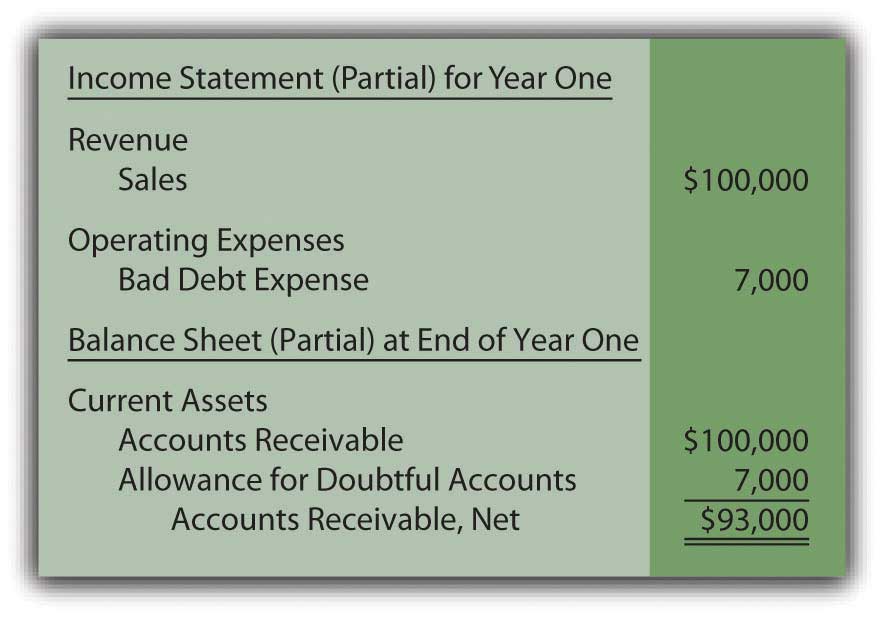 Income Statement (Partial) for Year One
Revenue
Sales $100,000
Operating Expenses
Bad Debt Expense 7,000
Balance Sheet (Partial) at End of Year One
Current Assets
Accounts Receivable $100,000
Allowance for Doubtful Accounts 7,000
Accounts Receivable, Net $93,000